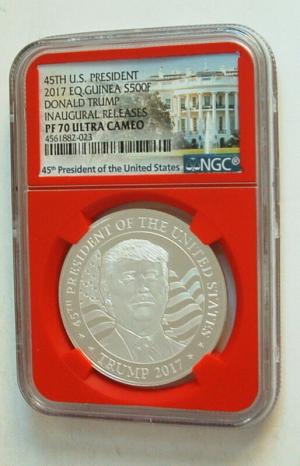 45TH U.S. PRESIDENT
2017 EQ.GUINEA S500F
DONALD TRUMP
INAUGURAL RELEASES
PF 70 ULTRA CAMEO
4561882-023
45th President of the United States
NGC
45TH PRESIDENT OF THE UNITED STATES
TRUMP 2017